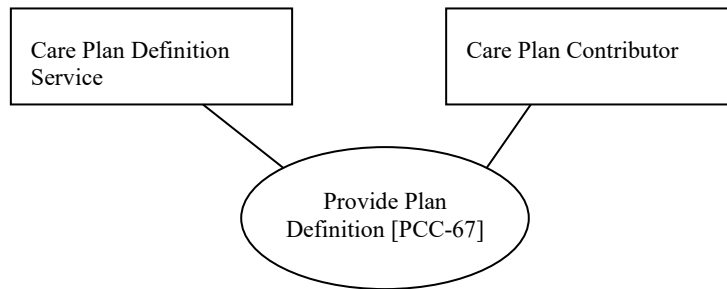 Care Plan Definition
Service
Care Plan Contributor
Provide Plan
Definition [PCC-67]